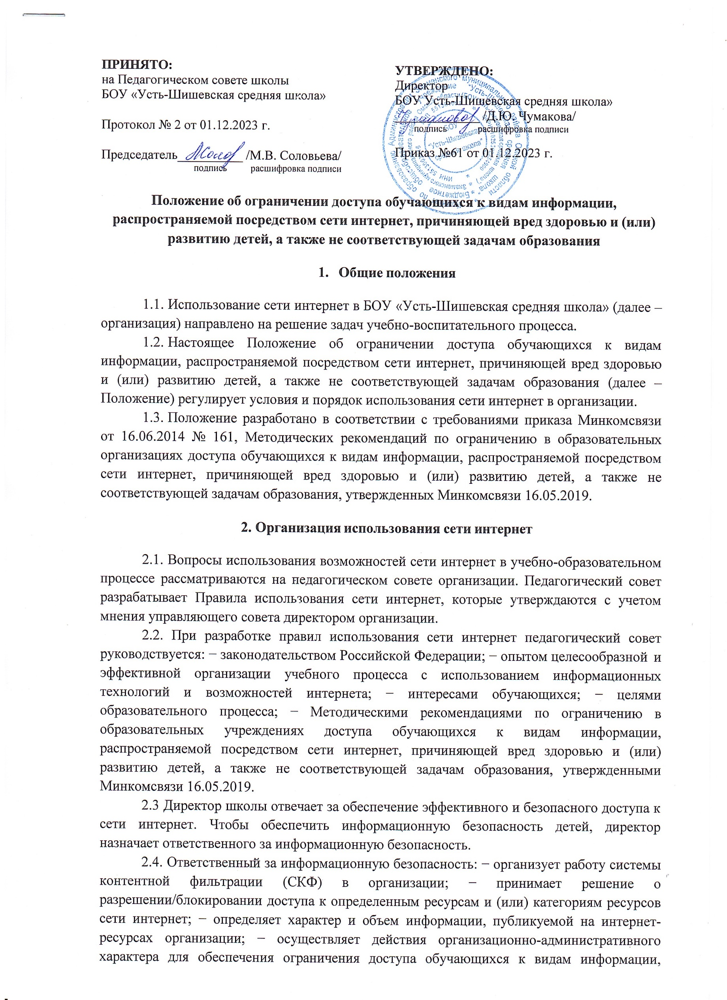 ПРИНЯТО:
на Педагогическом совете школы
БОУ «Усть-Шишевская средняя школа»
Протокол № 2 от 01.12.2023 г.
Председатель /М.В. Соловьева/
подпись расшифровка подписи
УТВЕРЖДЕНО:
Директор
БОУ Усть-Шишевская средняя школа»
/Д.Ю. Чумакова/
подпись расшифровка подписи
Приказ №61 от 01.12.2023 г.
БОУ
"Усть-Шишевская
средняя школа"
Положение об ограничении доступа обучающихся к видам информации,
распространяемой посредством сети интернет, причиняющей вред здоровью и (или)
развитию детей, а также не соответствующей задачам образования
1. Общие положения
1.1. Использование сети интернет в БОУ «Усть-Шишевская средняя школа» (далее –
организация) направлено на решение задач учебно-воспитательного процесса.
1.2. Настоящее Положение об ограничении доступа обучающихся к видам
информации, распространяемой посредством сети интернет, причиняющей вред здоровью
и (или) развитию детей, а также не соответствующей задачам образования (далее –
Положение) регулирует условия и порядок использования сети интернет в организации.
1.3. Положение разработано в соответствии с требованиями приказа Минкомсвязи
от 16.06.2014 № 161, Методических рекомендаций по ограничению в образовательных
организациях доступа обучающихся к видам информации, распространяемой посредством
сети интернет, причиняющей вред здоровью и (или) развитию детей, а также не
соответствующей задачам образования, утвержденных Минкомсвязи 16.05.2019.
2. Организация использования сети интернет
2.1. Вопросы использования возможностей сети интернет в учебно-образовательном
процессе рассматриваются на педагогическом совете организации. Педагогический совет
разрабатывает Правила использования сети интернет, которые утверждаются с учетом
мнения управляющего совета директором организации.
2.2. При разработке правил использования сети интернет педагогический совет
руководствуется: − законодательством Российской Федерации; − опытом целесообразной и
эффективной организации учебного процесса с использованием информационных
технологий и возможностей интернета; − интересами обучающихся; − целями
образовательного процесса; − Методическими рекомендациями по ограничению в
образовательных учреждениях доступа обучающихся к видам информации,
распространяемой посредством сети интернет, причиняющей вред здоровью и (или)
развитию детей, а также не соответствующей задачам образования, утвержденными
Минкомсвязи 16.05.2019.
2.3 Директор школы отвечает за обеспечение эффективного и безопасного доступа к
сети интернет. Чтобы обеспечить информационную безопасность детей, директор
назначает ответственного за информационную безопасность.
2.4. Ответственный за информационную безопасность: − организует работу системы
контентной фильтрации (СКФ) в организации; − принимает решение о
разрешении/блокировании доступа к определенным ресурсам и (или) категориям ресурсов
сети интернет; − определяет характер и объем информации, публикуемой на интернет-
ресурсах организации; − осуществляет действия организационно-административного
характера для обеспечения ограничения доступа обучающихся к видам информации,